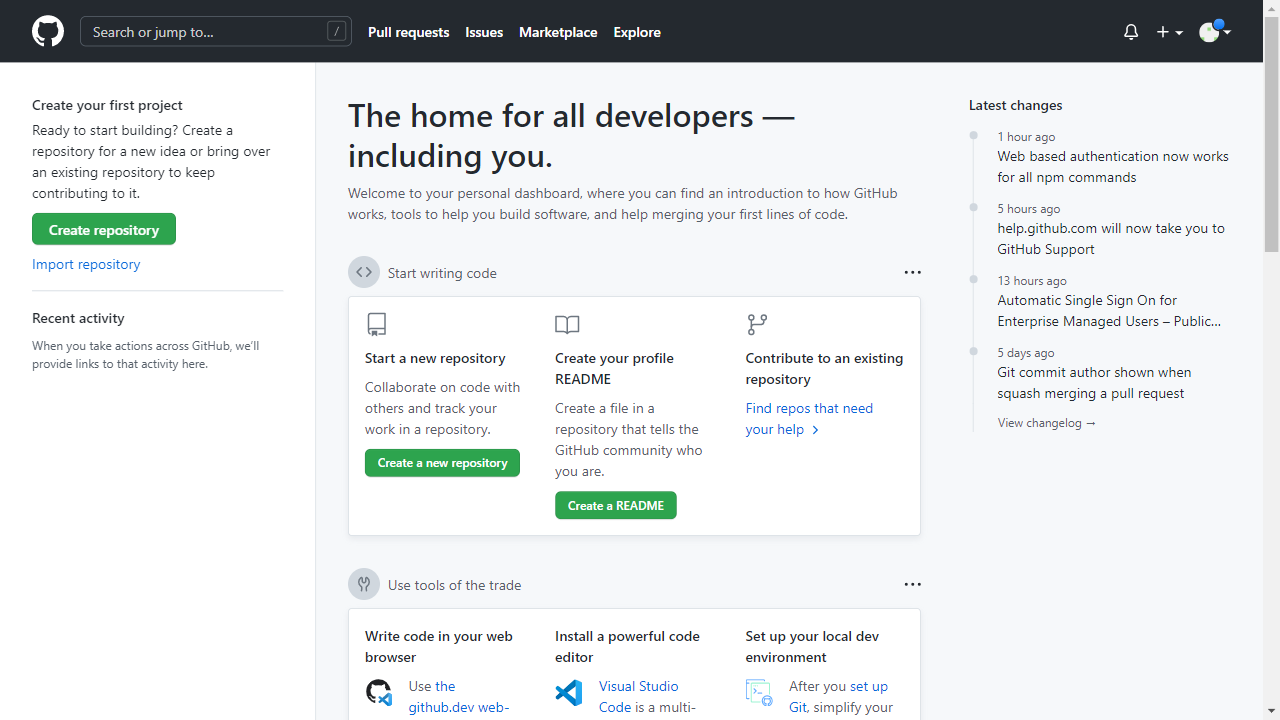 Search or jump to...
/
Pull requests
Issues
Marketplace
Explore
Create your first project
Ready to start building? Create a
repository for a new idea or bring over
an existing repository to keep
contributing to it.
Create repository
Import repository
Recent activity
When you take actions across GitHub, we'll
provide links to that activity here.
The home for all developers —
including you.
Welcome to your personal dashboard, where you can find an introduction to how GitHub
works, tools to help you build software, and help merging your first lines of code.
Start writing code
Start a new repository
Collaborate on code with
others and track your
work in a repository.
Create a new repository
Create your profile
README
Create a file in a
repository that tells the
GitHub community who
you are.
Create a README
Contribute to an existing
repository
Find repos that need
your help
Use tools of the trade
Write code in your web
browser
Use the
github.dev web-
Install a powerful code
editor
Visual Studio
Code is a multi-
Set up your local dev
environment
After you set up
Git, simplify your
Latest changes
1 hour ago
Web based authentication now works
for all npm commands
5 hours ago
help.github.com will now take you to
GitHub Support
13 hours ago
Automatic Single Sign On for
Enterprise Managed Users – Public...
5 days ago
Git commit author shown when
squash merging a pull request
View changelog →